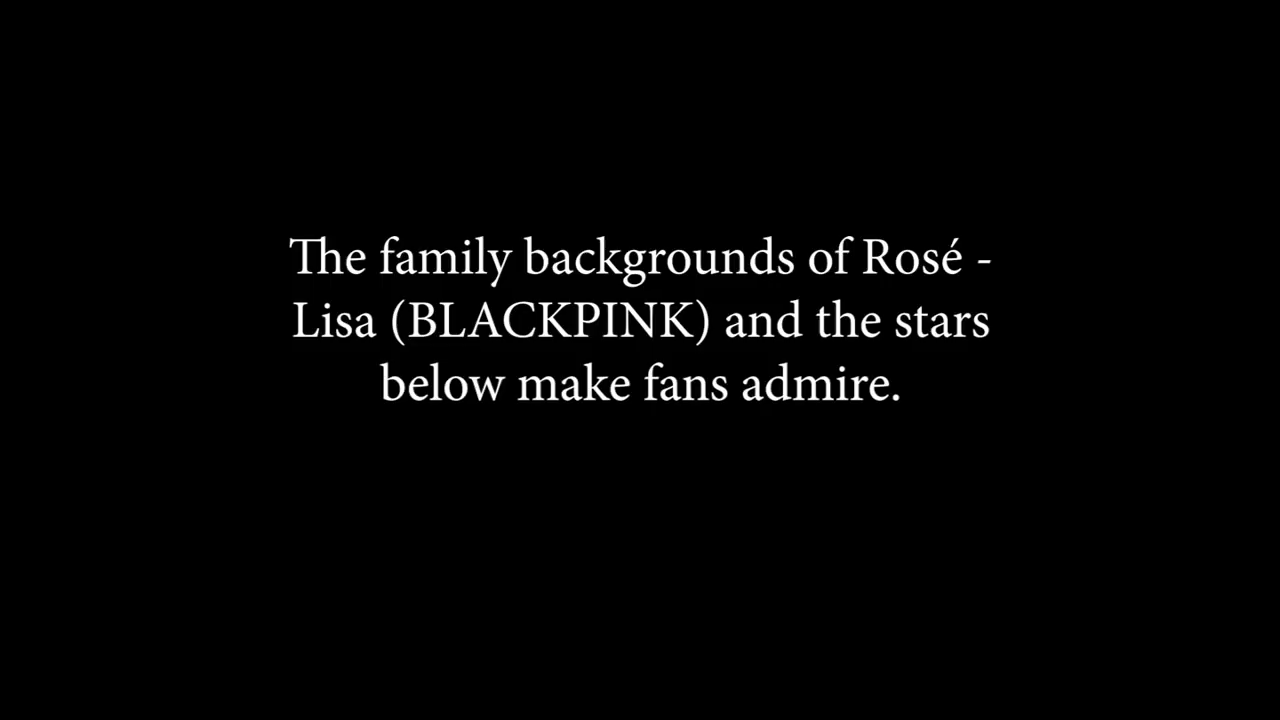 The family backgrounds of Rosé -
Lisa (BLACKPINK) and the stars
below make fans admire.